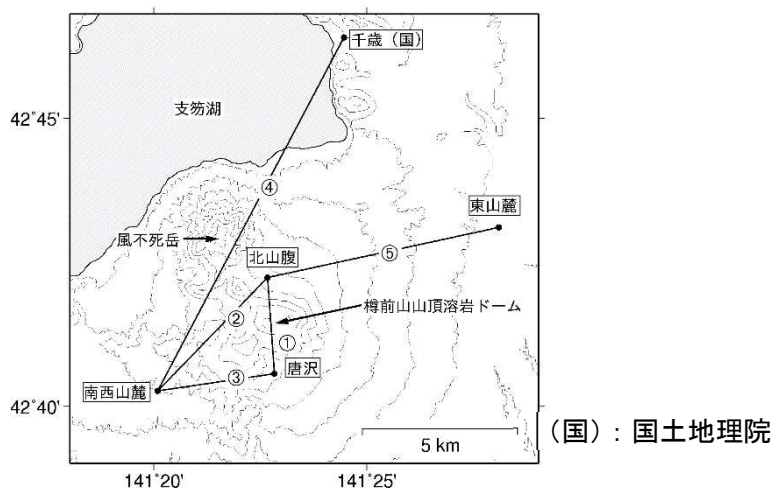 千歳（国）
42°45'
支笏湖
④
東山麓
風不死岳
北山腹
⑤
樽前山山頂溶岩ドーム
②
①
南西山麓
③
唐沢
42°40'
5 km
（国）: 国土地理院
141°20'
141°25'